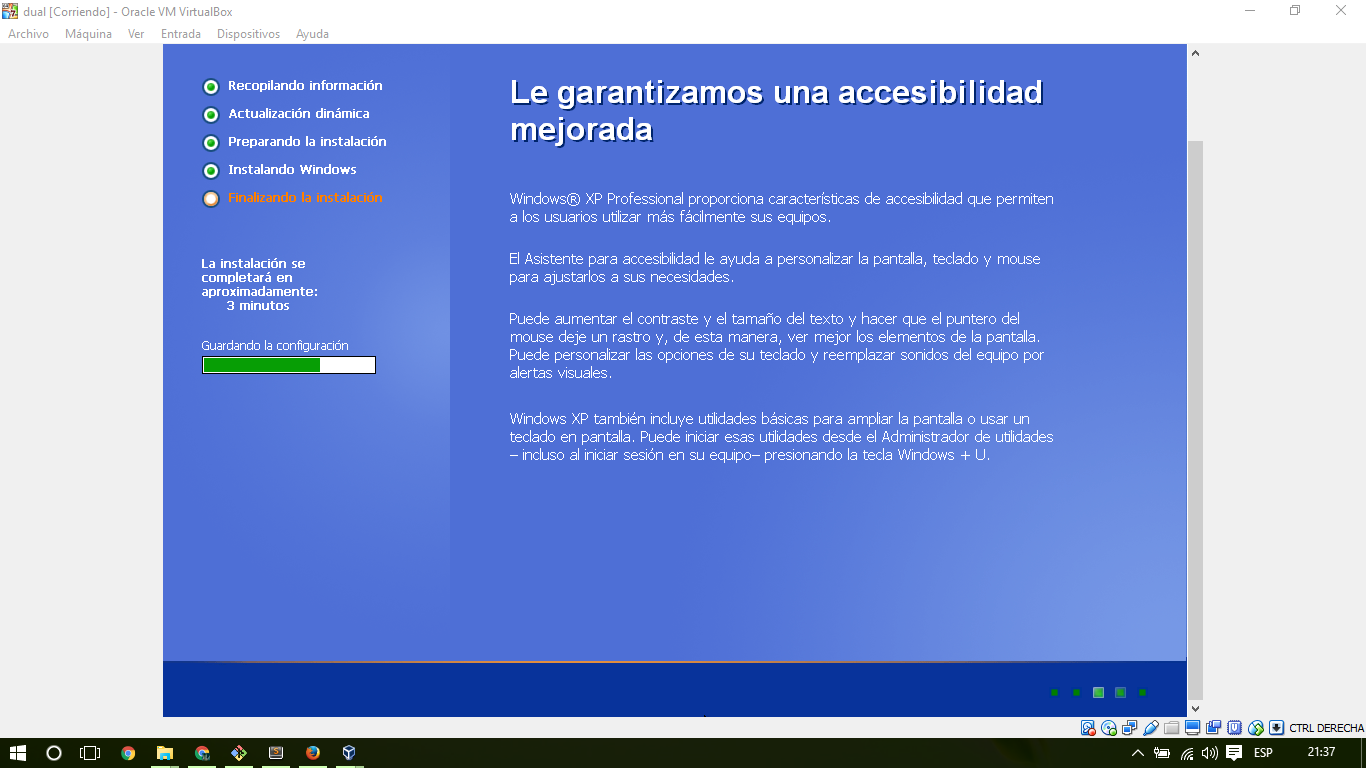 dual [Corriendo] - Oracle VM VirtualBox
Archivo Máquina Ver Entrada Dispositivos Ayuda
Recopilando información
Actualización dinámica
Preparando la instalación
Instalando Windows
Finalizando la instalación
La instalación se
completará en
aproximadamente:
3 minutos
Guardando la configuración
Le garantizamos una accesibilidad
mejorada
Windows® XP Professional proporciona características de accesibilidad que permiten
a los usuarios utilizar más fácilmente sus equipos.
El Asistente para accesibilidad le ayuda a personalizar la pantalla, teclado y mouse
para ajustarlos a sus necesidades.
Puede aumentar el contraste y el tamaño del texto y hacer que el puntero del
mouse deje un rastro y, de esta manera, ver mejor los elementos de la pantalla.
Puede personalizar las opciones de su teclado y reemplazar sonidos del equipo por
alertas visuales.
Windows XP también incluye utilidades básicas para ampliar la pantalla o usar un
teclado en pantalla. Puede iniciar esas utilidades desde el Administrador de utilidades
– incluso al iniciar sesión en su equipo– presionando la tecla Windows + U.
CTRL DERECHA
ESP
21:37